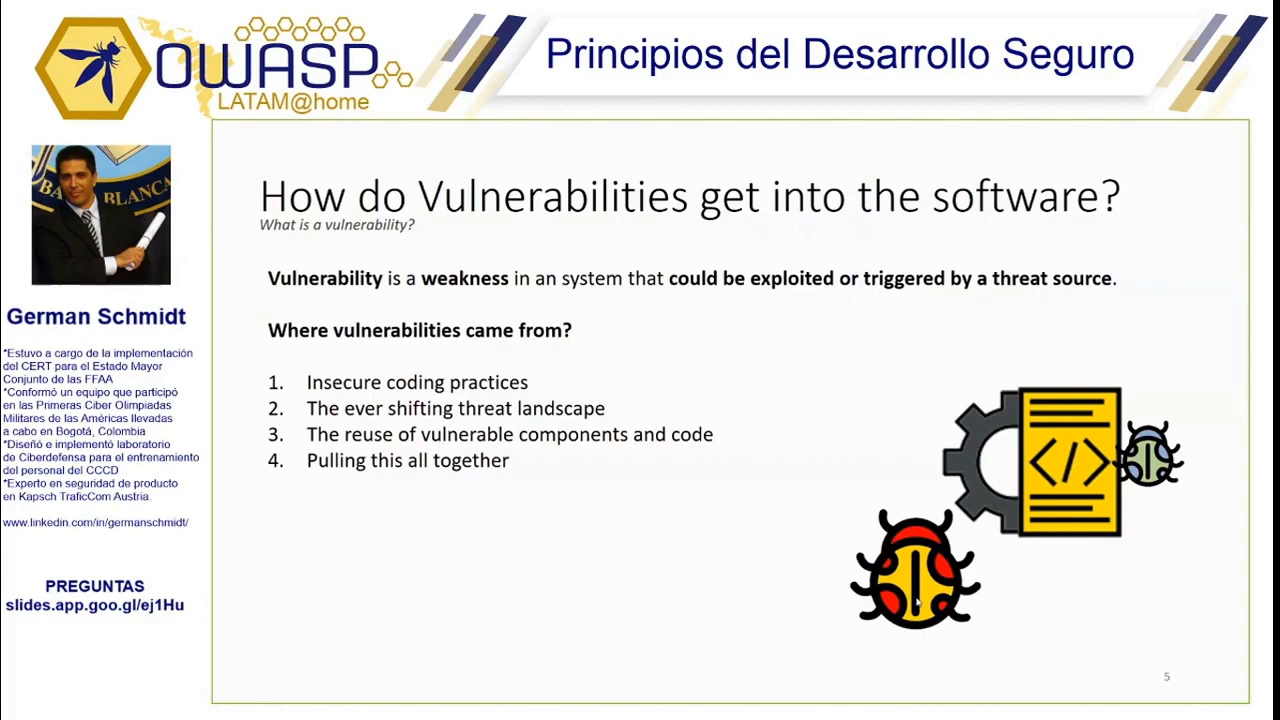 OWASP
LATAM@home
Principios del Desarrollo Seguro
BA BLANCA
German Schmidt
*Estuvo a cargo de la implementación
del CERT para el Estado Mayor
Conjunto de las FFAA
*Conformó un equipo que participó
en las Primeras Ciber Olimpiadas
Militares de las Américas llevadas
a cabo en Bogotá, Colombia
*Diseñó e implementó laboratorio
de Ciberdefensa para el entrenamiento
del personal del CCCD
*Experto en seguridad de producto
en Kapsch TraficCom Austria.
www.linkedin.com/in/germanschmidt/
PREGUNTAS
slides.app.goo.gl/ej1Hu
How do Vulnerabilities get into the software?
What is a vulnerability?
Vulnerability is a weakness in an system that could be exploited or triggered by a threat source.
Where vulnerabilities came from?
1. Insecure coding practices
2. The ever shifting threat landscape
3. The reuse of vulnerable components and code
4. Pulling this all together
</>
5